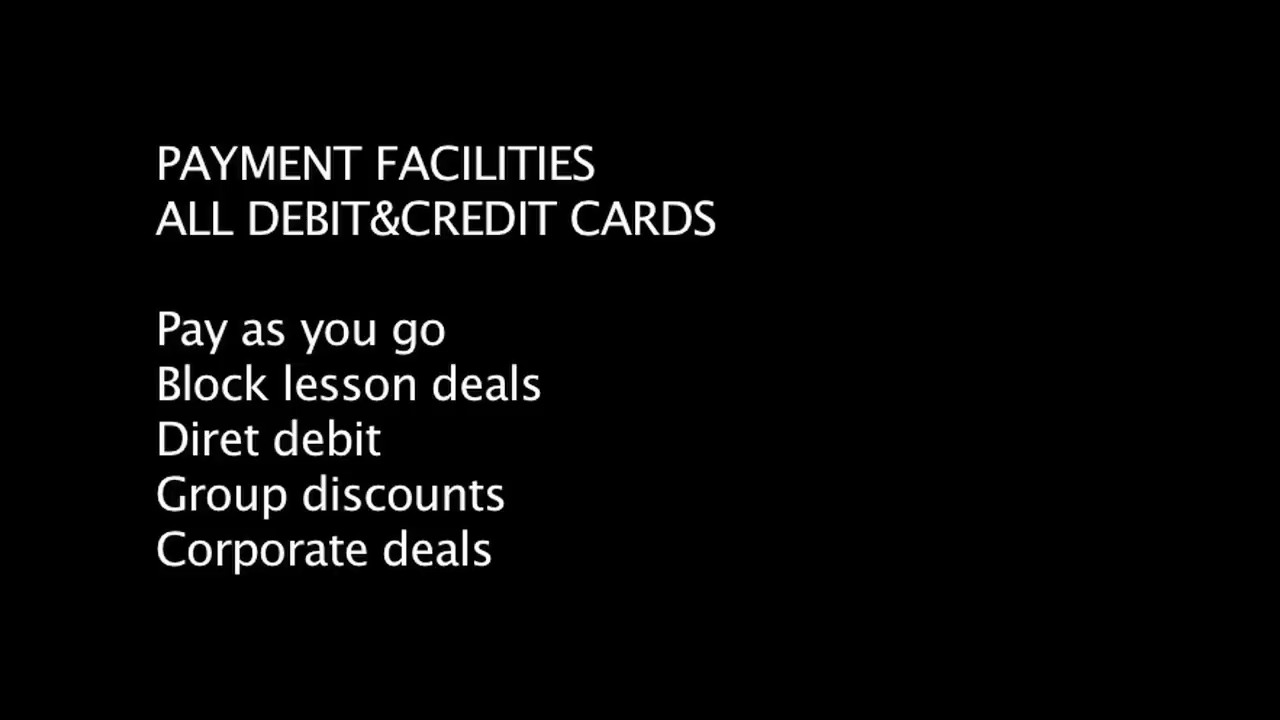 PAYMENT FACILITIES
ALL DEBIT&CREDIT CARDS
Pay as you go
Block lesson deals
Diret debit
Group discounts
Corporate deals